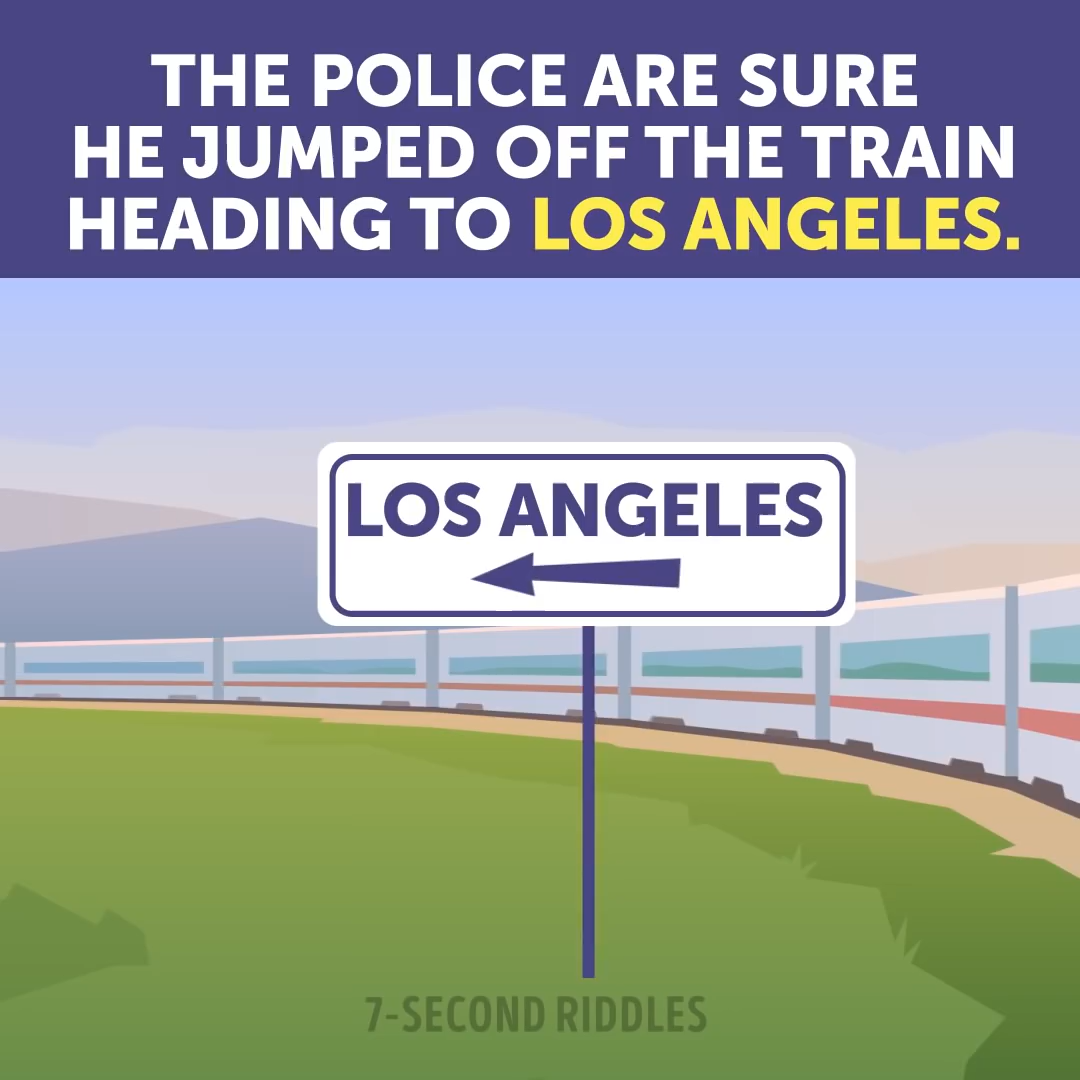 THE POLICE ARE SURE
HE JUMPED OFF THE TRAIN
HEADING TO LOS ANGELES.
LOS ANGELES
7-SECOND RIDDLES